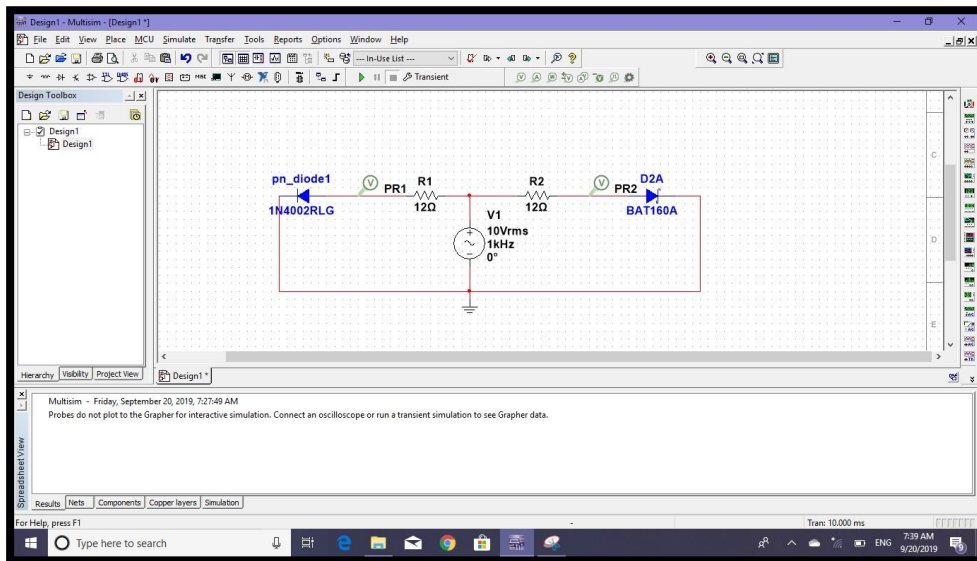 Design1 - Multisim - [Design1 *]
File Edit View Place MCU Simulate Transfer Tools Reports Options Window Help
--- In-Use List ---
Transient
Design Toolbox
Design1
Design1
Hierarchy Visibility Project View
C
D
E
pn_diode1
1N4002RLG
V
PR1
R1
12Ω
V1
10Vrms
1kHz
0°
R2
12Ω
V
PR2
D2A
BAT160A
Design1 *
Multisim - Friday, September 20, 2019, 7:27:49 AM
Probes do not plot to the Grapher for interactive simulation. Connect an oscilloscope or run a transient simulation to see Grapher data.
Spreadsheet View
Results Nets Components Copper layers Simulation
For Help, press F1
-
Tran: 10.000 ms
Type here to search
ENG
7:39 AM
9/20/2019